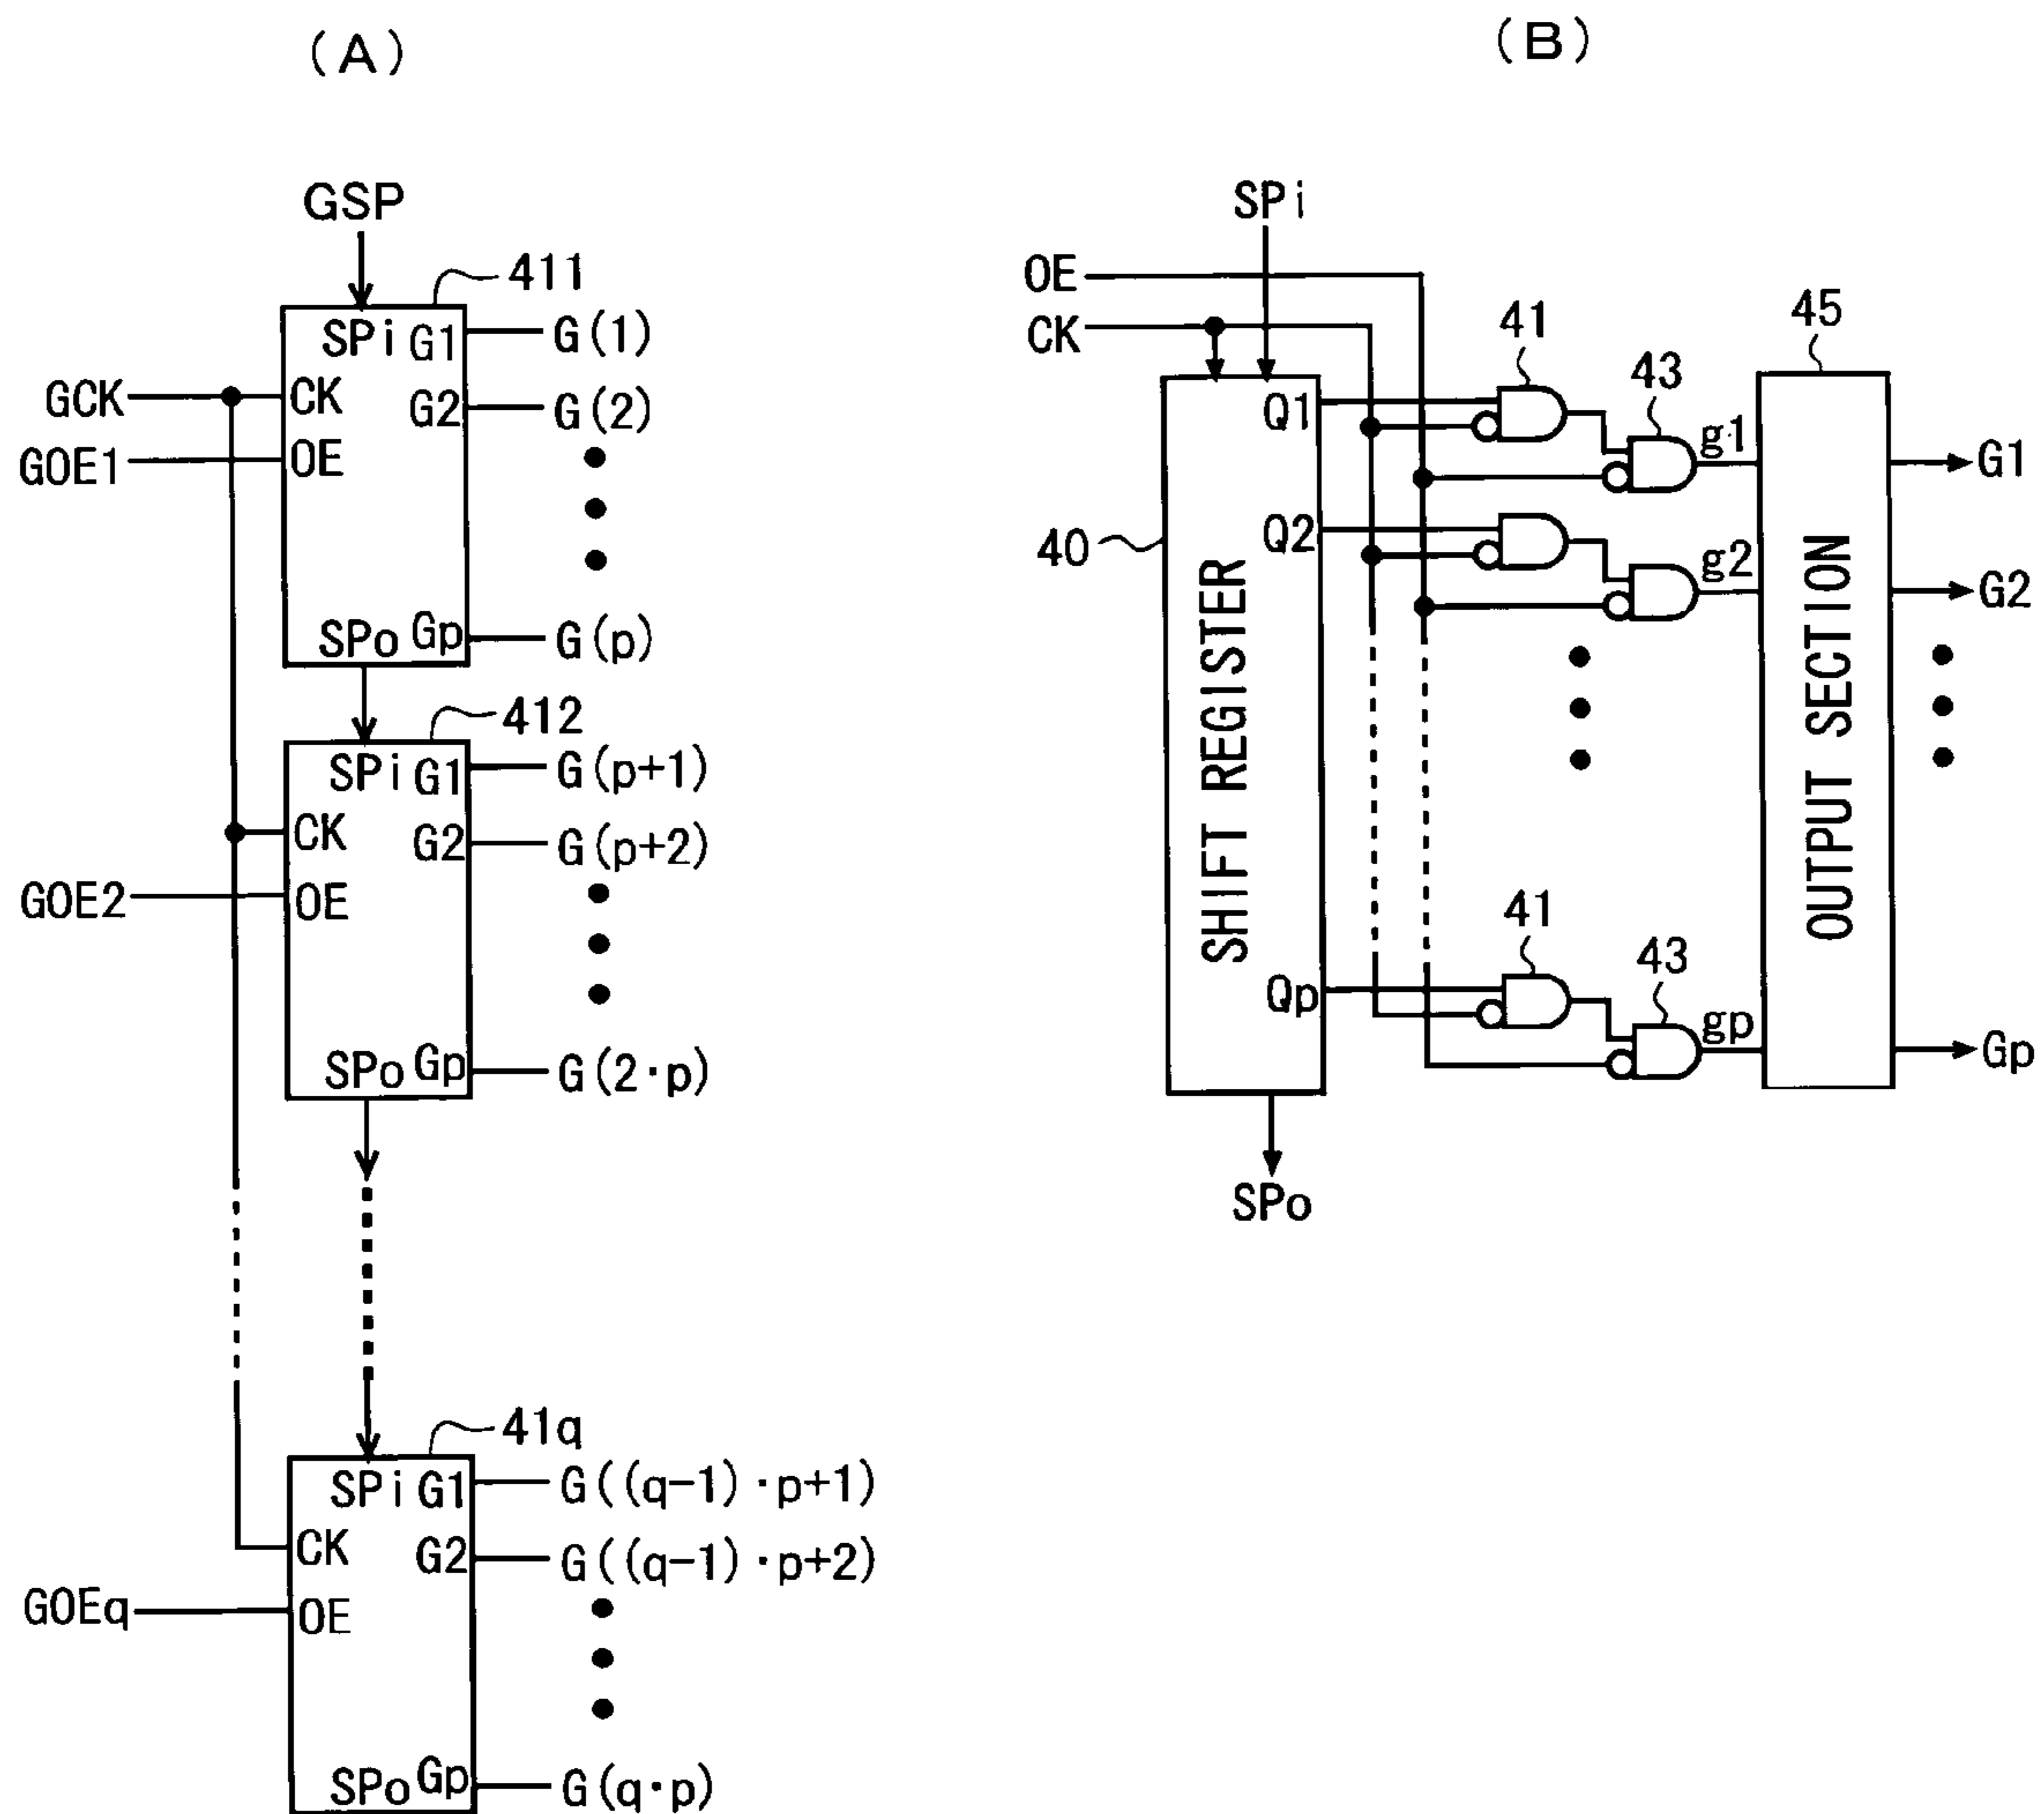 (A)
GSP
411
SPi G1 G(1)
GCK CK G2 G(2)
GOE1 OE
SPo Gp G(p)
412
SPi G1 G(p+1)
CK G2 G(p+2)
GOE2 OE
SPo Gp G(2·p)
41q
SPi G1 G((q-1)·p+1)
CK G2 G((q-1)·p+2)
GOEq OE
SPo Gp G(q·p)
(B)
SPi
OE
CK
41
43
45
Q1 g1 G1
40
Q2 g2 G2
SHIFT REGISTER
OUTPUT SECTION
41
43
Qp gp Gp
SPo